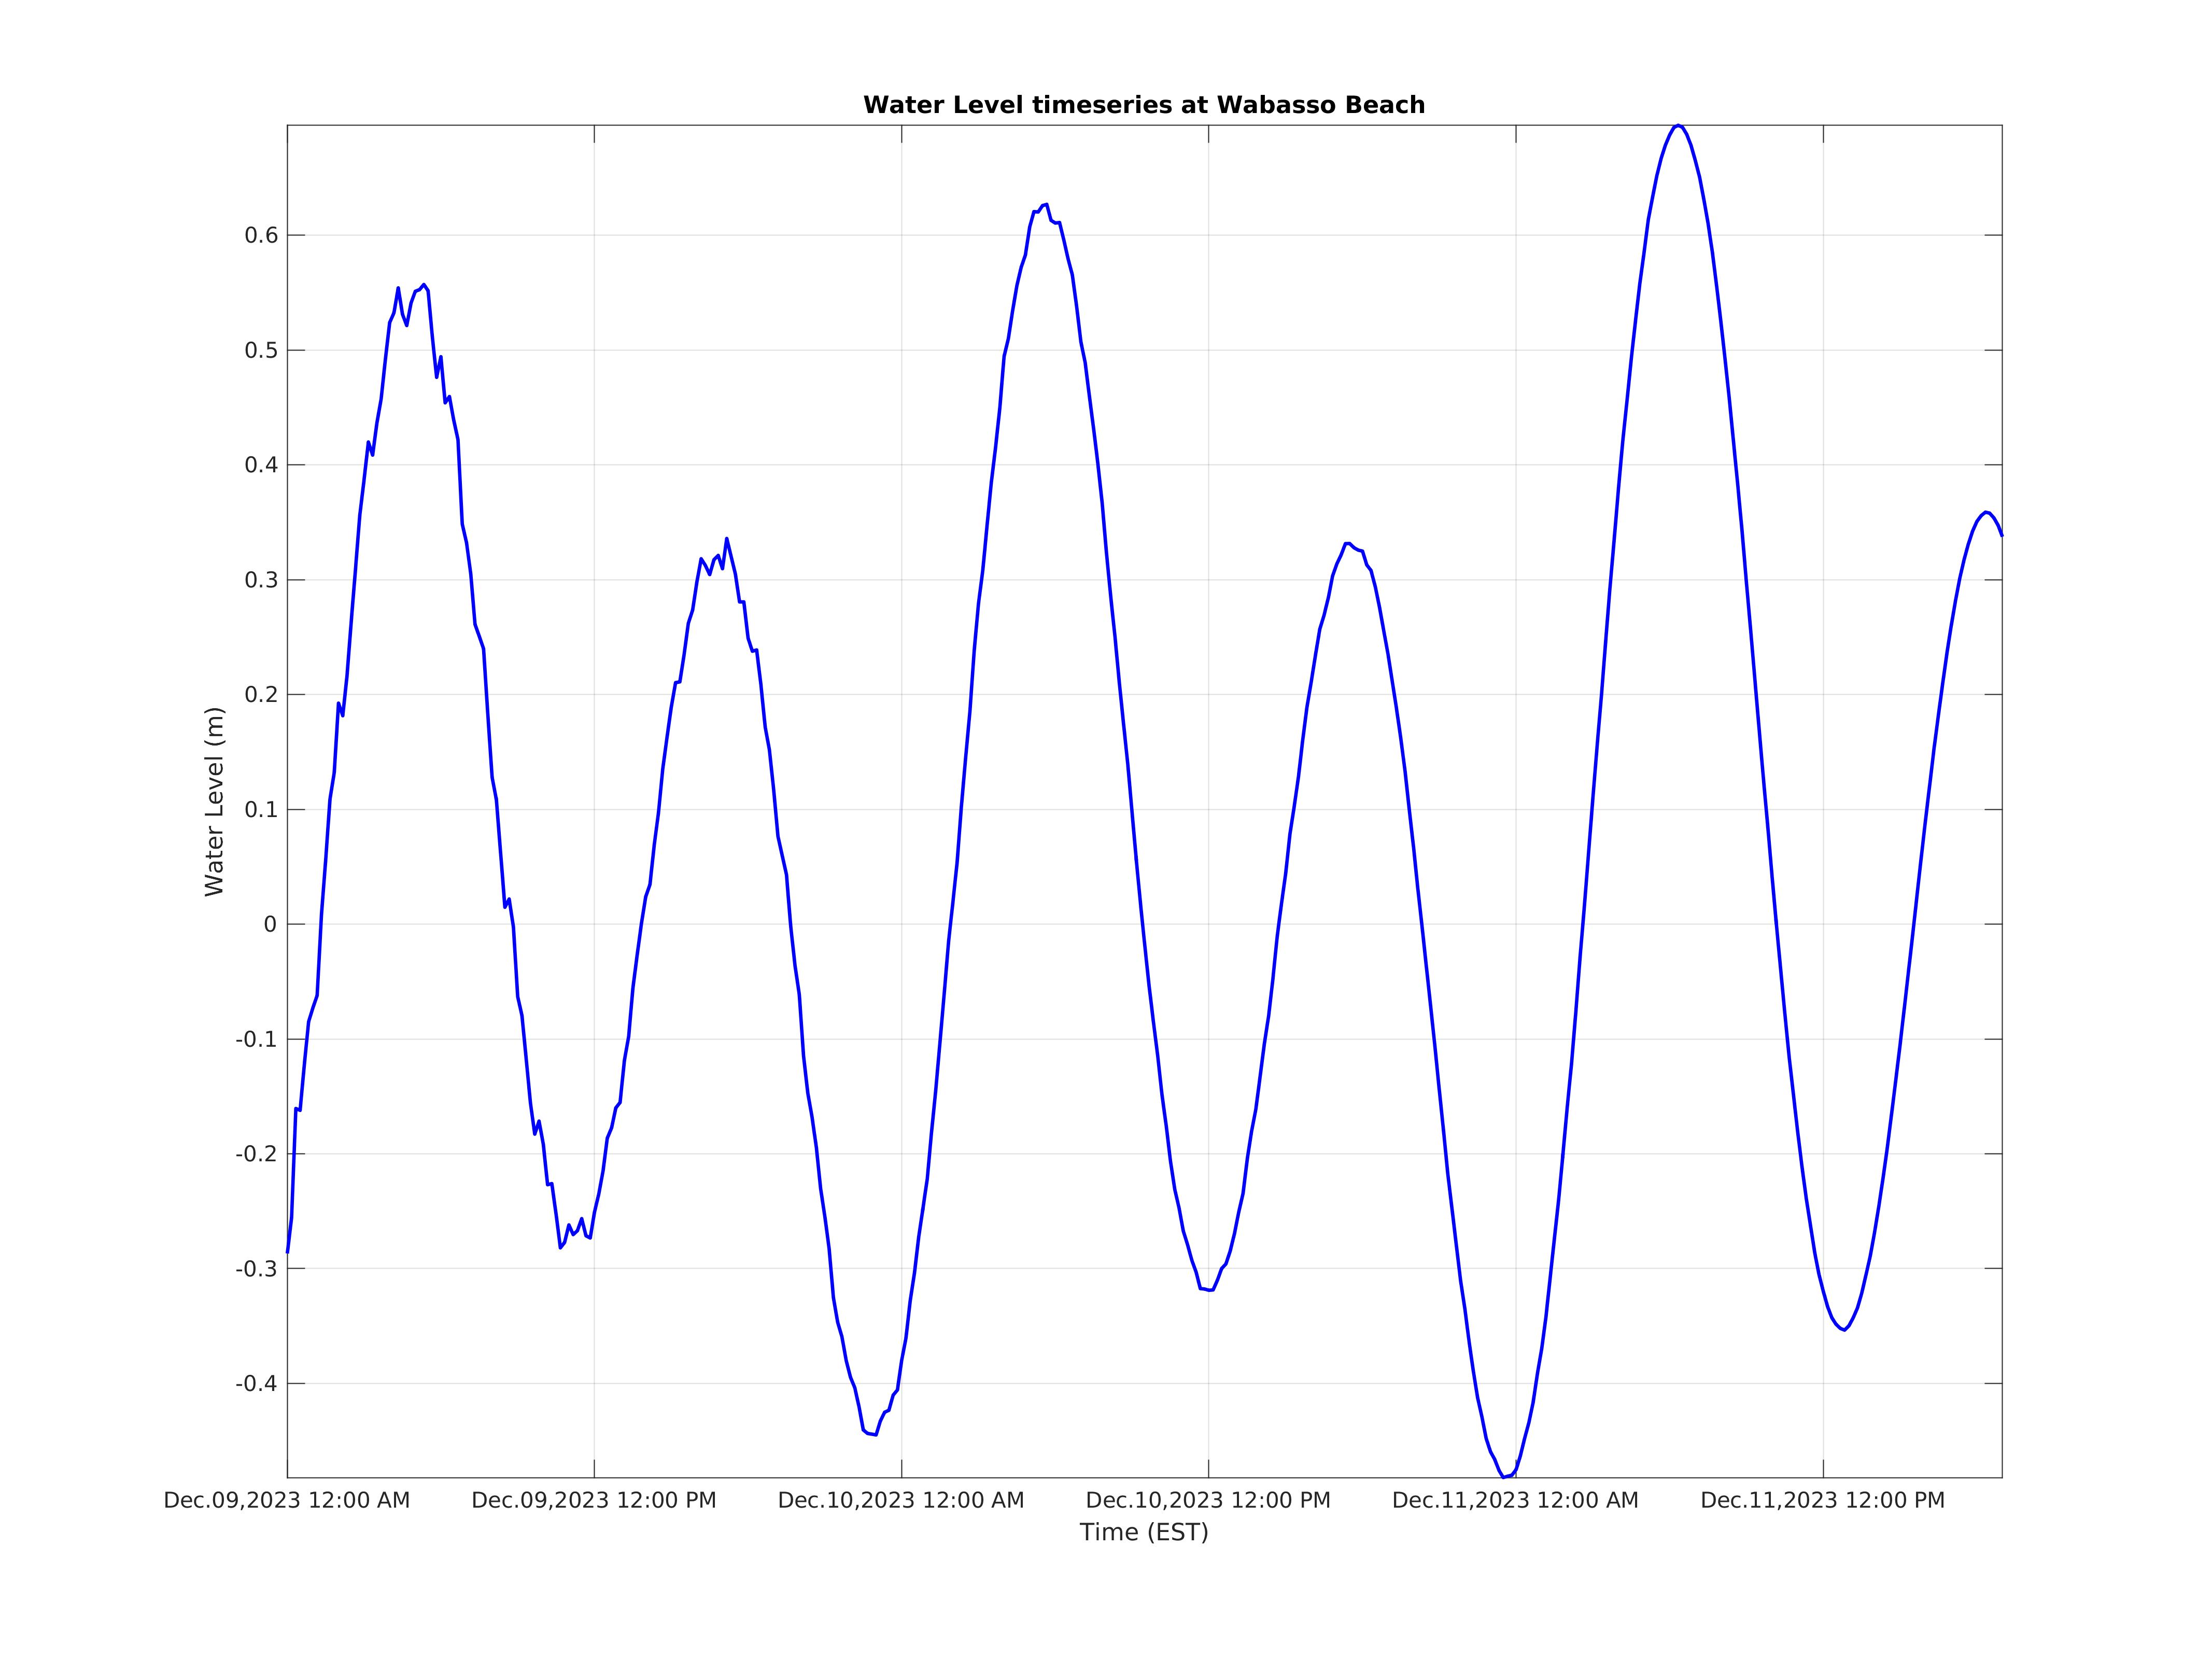 Water Level timeseries at Wabasso Beach
0.6
0.5
0.4
0.3
0.2
0.1
0
-0.1
-0.2
-0.3
-0.4
Water Level (m)
Dec.09,2023 12:00 AM Dec.09,2023 12:00 PM Dec.10,2023 12:00 AM Dec.10,2023 12:00 PM Dec.11,2023 12:00 AM Dec.11,2023 12:00 PM
Time (EST)